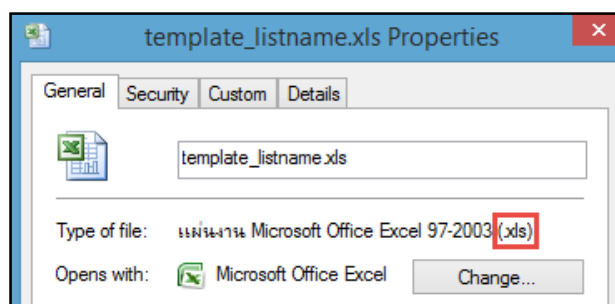 template_listname.xls Properties
General Security Custom Details
template_listname.xls
Type of file: แผ่นงาน Microsoft Office Excel 97-2003 (.xls)
Opens with: Microsoft Office Excel Change...